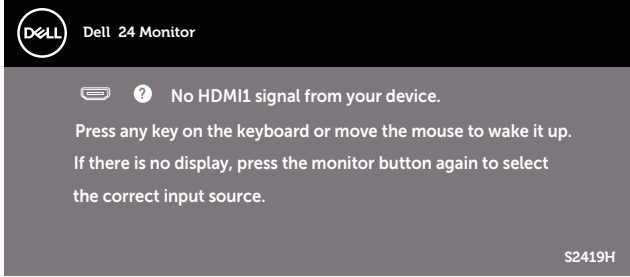 DELL Dell 24 Monitor
? No HDMI1 signal from your device.
Press any key on the keyboard or move the mouse to wake it up.
If there is no display, press the monitor button again to select
the correct input source.
S2419H